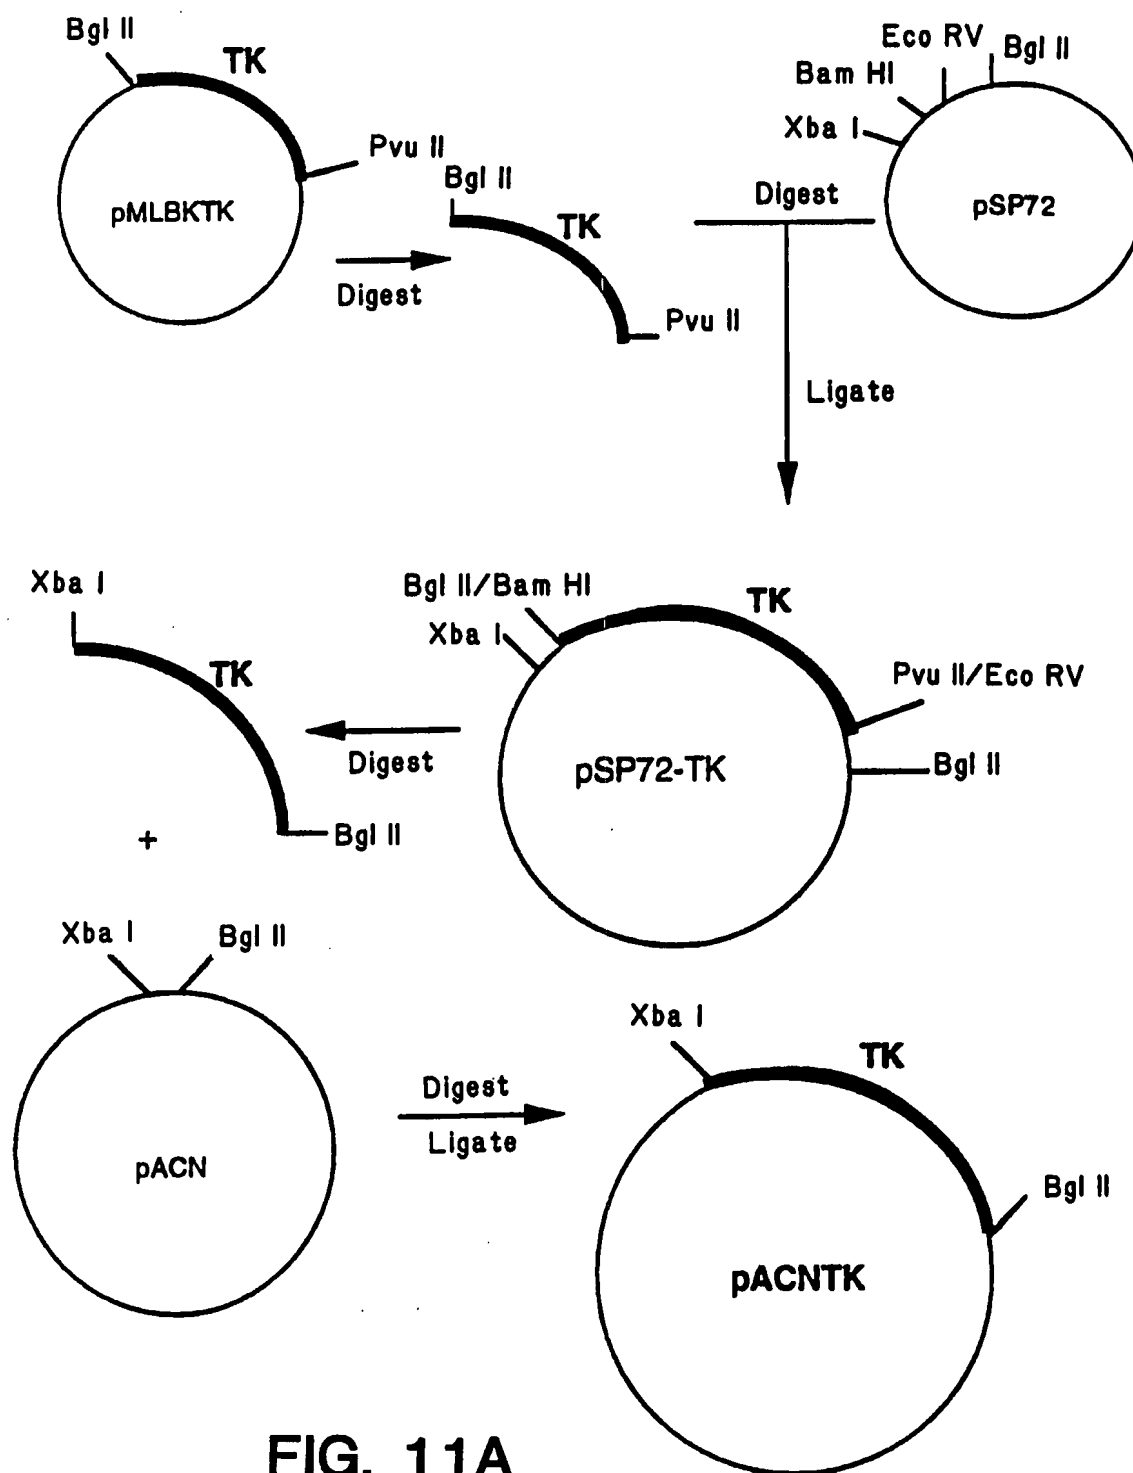 Bgl II
TK
Pvu II
pMLBKTK
Digest
Bgl II
TK
Pvu II
Eco RV
Bgl II
Bam HI
Xba I
pSP72
Digest
Ligate
Xba I
TK
Bgl II
Digest
Bgl II/Bam HI
Xba I
TK
Pvu II/Eco RV
Bgl II
pSP72-TK
+
Xba I
Bgl II
pACN
Digest
Ligate
Xba I
TK
Bgl II
pACNTK
FIG. 11A